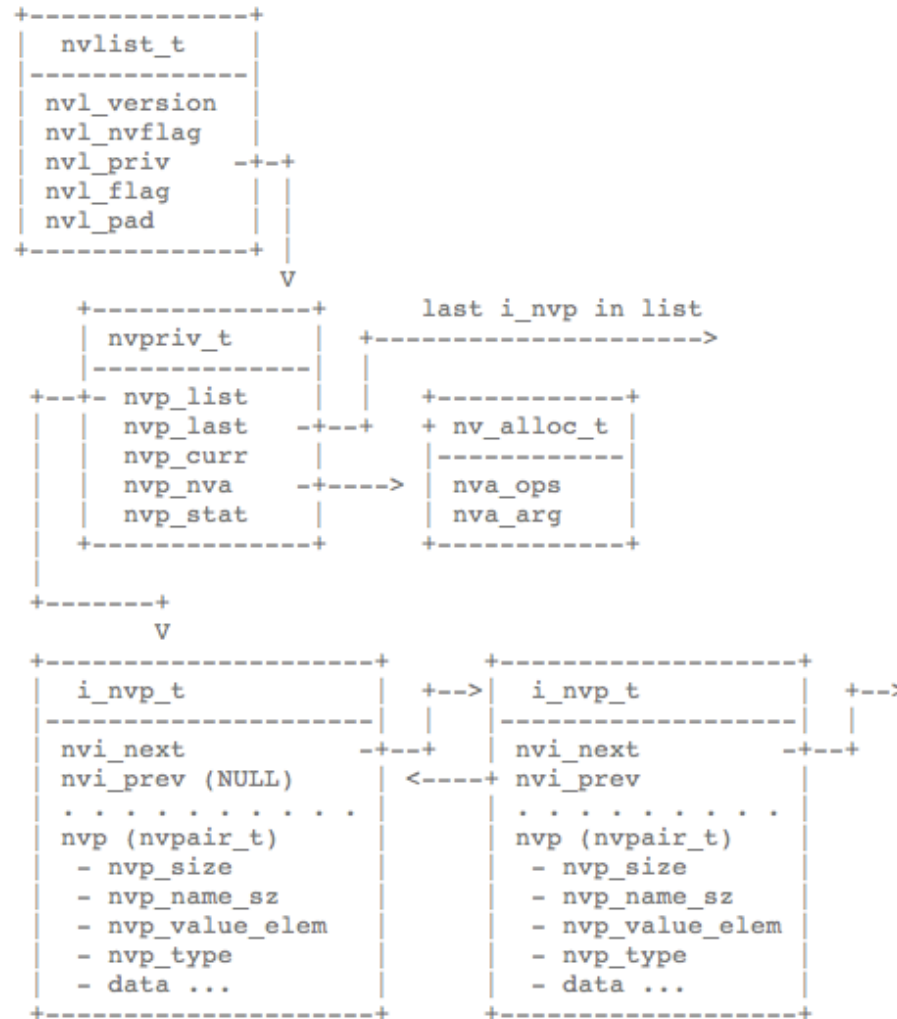 nvlist_t
nvl_version
nvl_nvflag
nvl_priv
nvl_flag
nvl_pad
V
last i_nvp in list
nvpriv_t
nvp_list
nvp_last
nv_alloc_t
nvp_curr
nvp_nva
nva_ops
nvp_stat
nva_arg
V
i_nvp_t
nvi_next
nvi_prev (NULL)
. . . . . . . . . . .
nvp (nvpair_t)
- nvp_size
- nvp_name_sz
- nvp_value_elem
- nvp_type
- data ...
i_nvp_t
nvi_next
nvi_prev
. . . . . . . . . .
nvp (nvpair_t)
- nvp_size
- nvp_name_sz
- nvp_value_elem
- nvp_type
- data ...